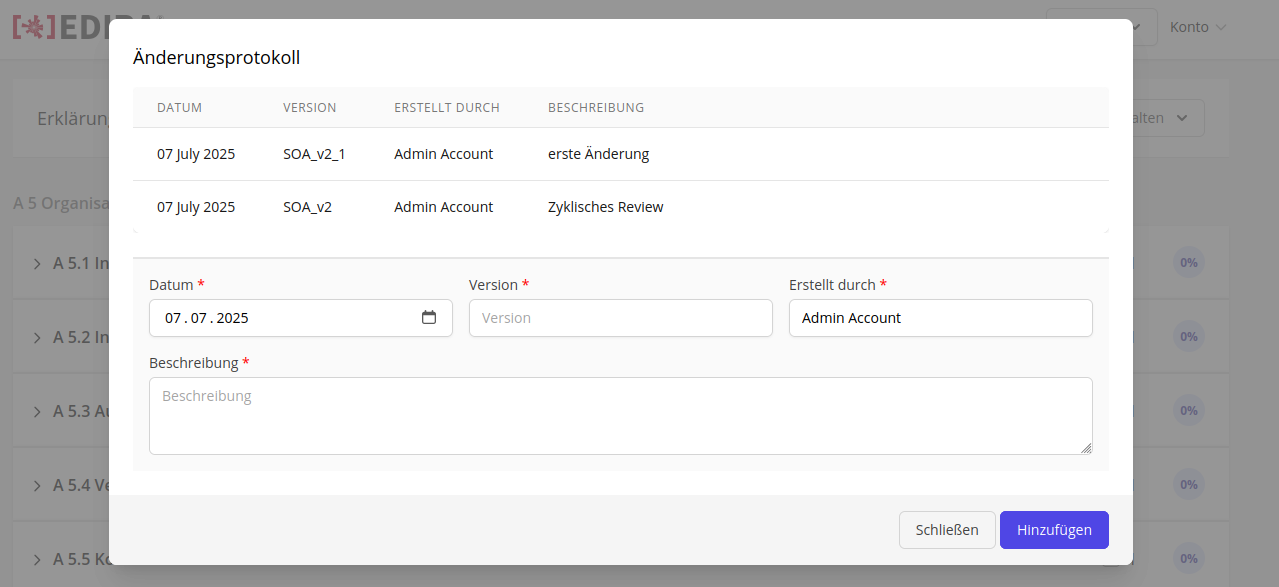 Konto
Änderungsprotokoll
DATUM VERSION ERSTELLT DURCH BESCHREIBUNG
07 July 2025 SOA_v2_1 Admin Account erste Änderung
07 July 2025 SOA_v2 Admin Account Zyklisches Review
A 5 Organisa
A 5.1 In 0%
A 5.2 In 0%
A 5.3 Au 0%
A 5.4 Ve 0%
A 5.5 Ko 0%
Datum * Version * Erstellt durch *
07.07.2025 Version Admin Account
Beschreibung *
Beschreibung
Schließen Hinzufügen